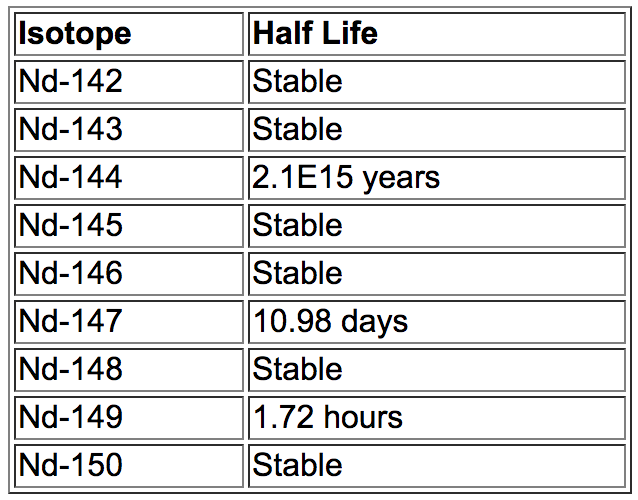 Isotope Half Life
Nd-142 Stable
Nd-143 Stable
Nd-144 2.1E15 years
Nd-145 Stable
Nd-146 Stable
Nd-147 10.98 days
Nd-148 Stable
Nd-149 1.72 hours
Nd-150 Stable